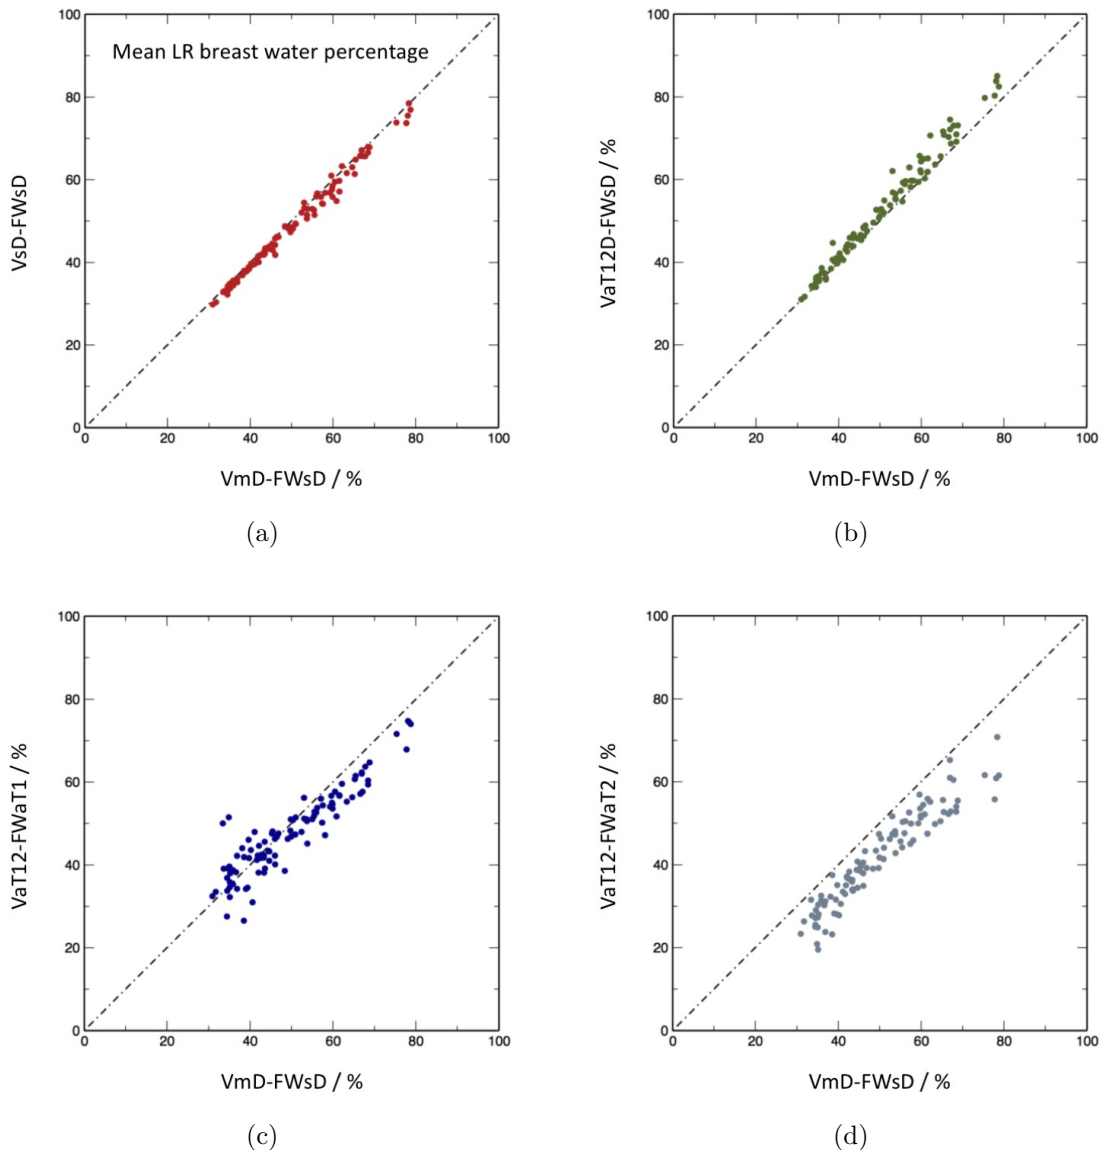 100
80
60
40
20
0
Mean LR breast water percentage
VsD-FWsD
0 20 40 60 80 100
VmD-FWsD / %
(a)
100
80
60
40
20
0
VaT12D-FWsD / %
0 20 40 60 80 100
VmD-FWsD / %
(b)
100
80
60
40
20
0
VaT12-FWaT1 / %
0 20 40 60 80 100
VmD-FWsD / %
(c)
100
80
60
40
20
0
VaT12-FWaT2 / %
0 20 40 60 80 100
VmD-FWsD / %
(d)